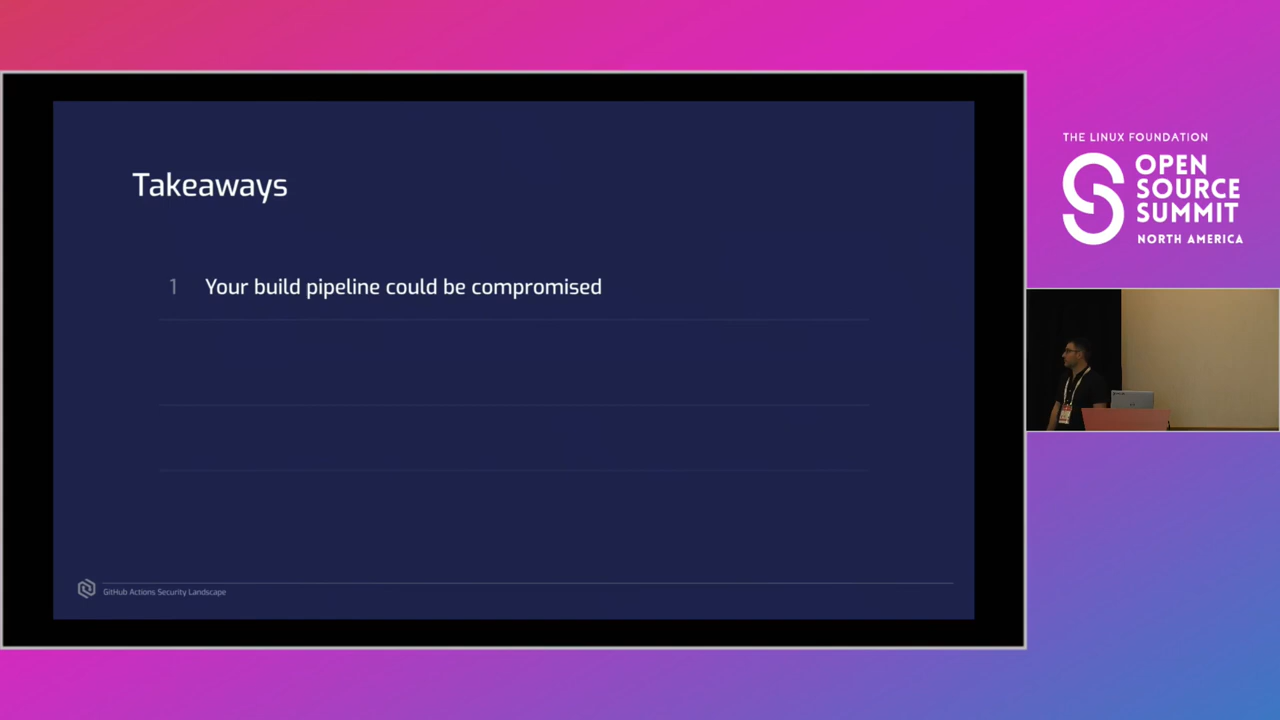 Takeaways
1 Your build pipeline could be compromised
GitHub Actions Security Landscape
THE LINUX FOUNDATION
OPEN
SOURCE
SUMMIT
NORTH AMERICA